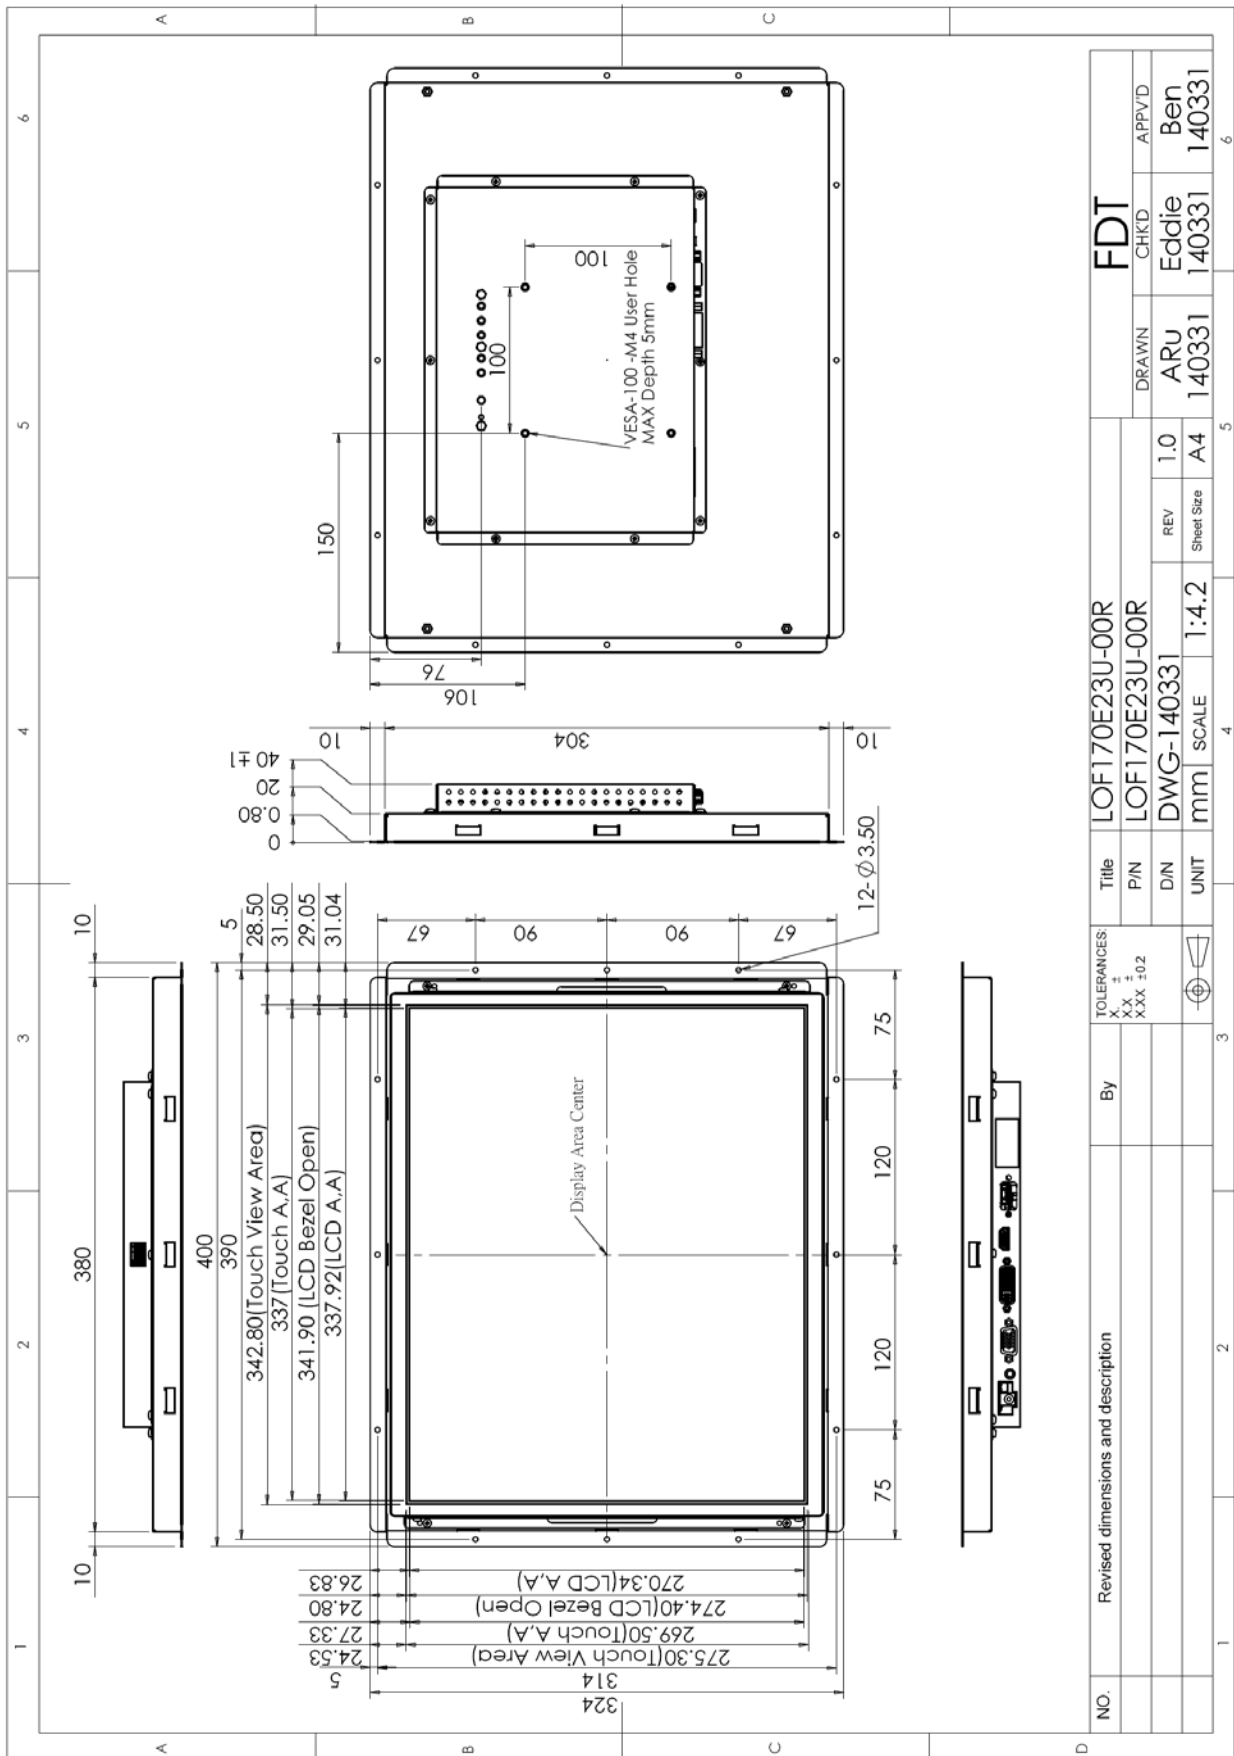 1
2
3
4
5
6
A
B
C
10
380
10
400
390
5
342.80(Touch View Area)
28.50
337(Touch A,A)
31.50
341.90 (LCD Bezel Open)
29.05
337.92(LCD A,A)
31.04
324
314
5
275.30(Touch View Area)
24.53
269.50(Touch A,A)
27.33
274.40(LCD Bezel Open)
24.80
270.34(LCD A,A)
26.83
Display Area Center
67
90
90
67
12-Ø3.50
75
120
120
75
0
0.80
20
40 ±1
10
304
10
150
76
106
100
100
VESA-100 -M4 User Hole
MAX Depth 5mm
A
B
C
D
NO.
Revised dimensions and description
By
TOLERANCES:
X. ±
X.X ±
X.XX ±0.2
Title
LOF170E23U-00R
P/N
LOF170E23U-00R
D/N
DWG-140331
REV
1.0
UNIT
mm
SCALE
1:4.2
Sheet Size
A4
FDT
DRAWN
CHK'D
APPV'D
ARu
Eddie
Ben
140331
140331
140331
1
2
3
4
5
6